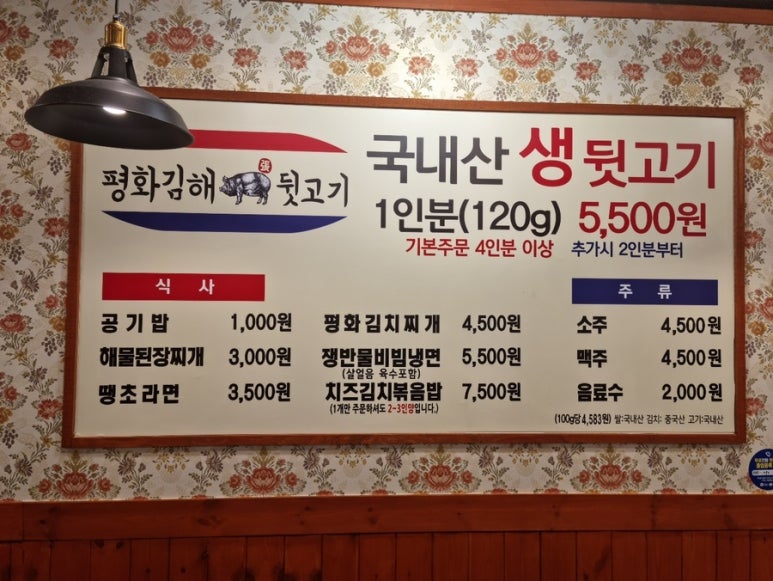 평화김해 張 뒷고기
국내산 생 뒷고기
1인분(120g) 5,500원
기본주문 4인분 이상 추가시 2인분부터
식 사
공기밥 1,000원
해물된장찌개 3,000원
땡초라면 3,500원
평화김치찌개 4,500원
쟁반물비빔냉면 5,500원
(살얼음 육수포함)
치즈김치볶음밥 7,500원
(1개만 주문하셔도 2~3인양입니다.)
주 류
소주 4,500원
맥주 4,500원
음료수 2,000원
(100g당 4,583원) 쌀:국내산 김치: 중국산 고기:국내산